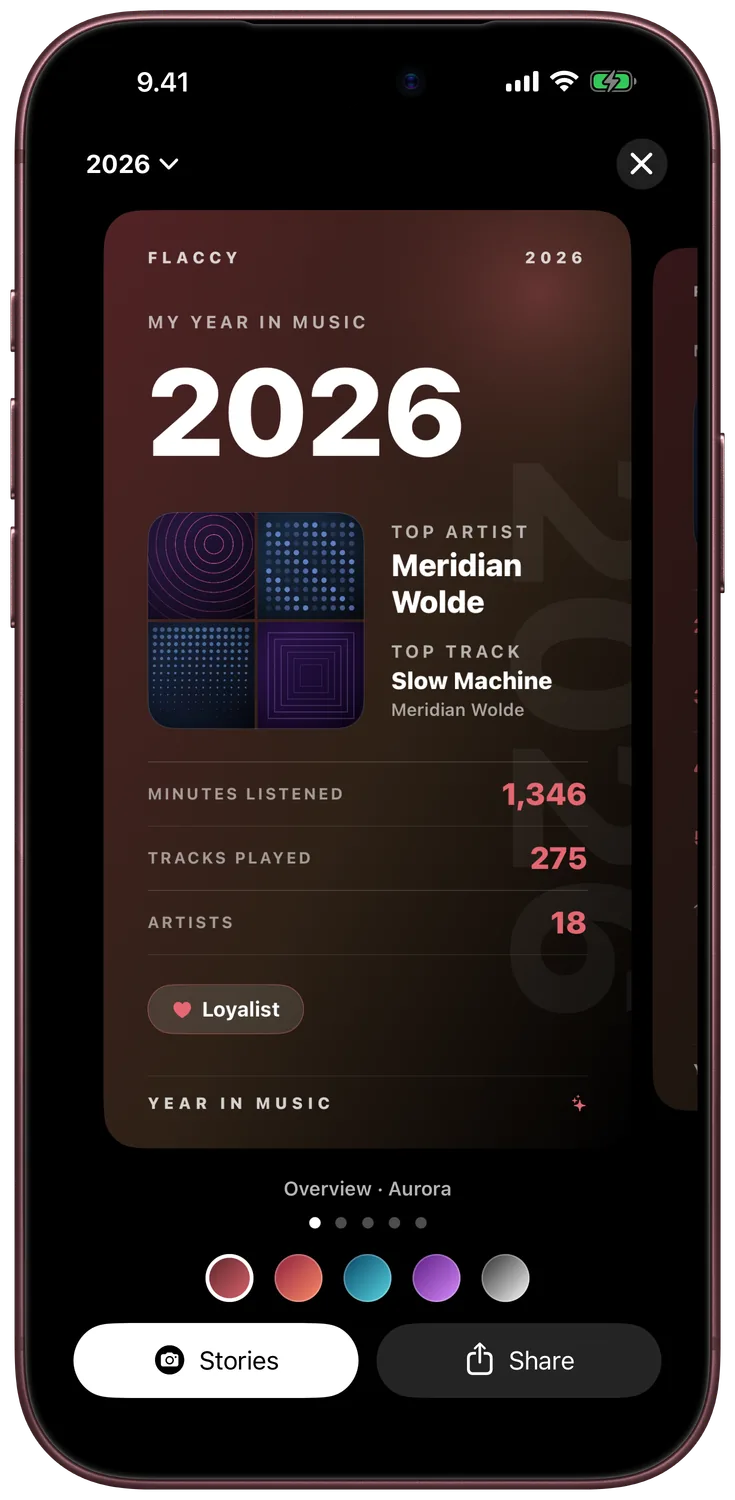 9.41
2026
FLACCY 2026
MY YEAR IN MUSIC
2026
TOP ARTIST
Meridian
Wolde
TOP TRACK
Slow Machine
Meridian Wolde
MINUTES LISTENED 1,346
TRACKS PLAYED 275
ARTISTS 18
Loyalist
YEAR IN MUSIC
2026
Overview · Aurora
Stories
Share